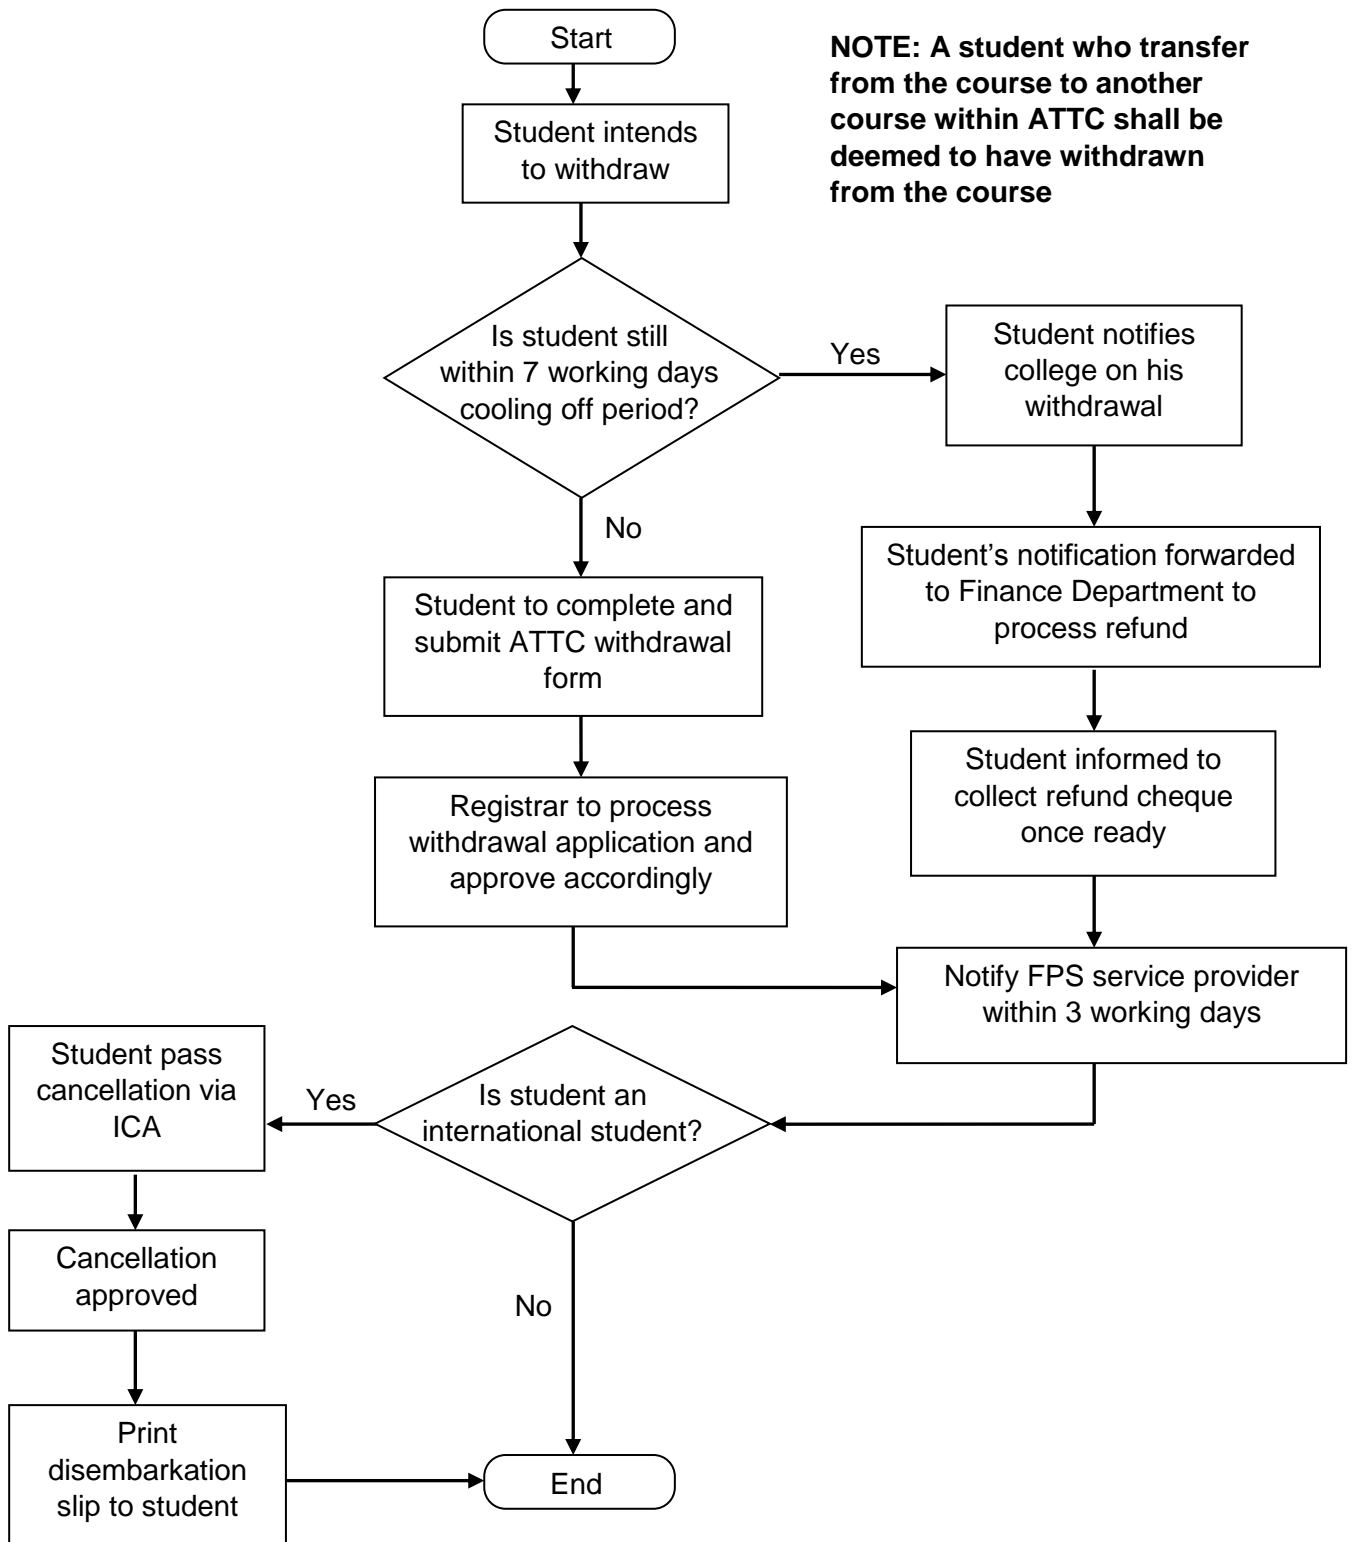 Start
NOTE: A student who transfer
from the course to another
course within ATTC shall be
deemed to have withdrawn
from the course
Student intends
to withdraw
Is student still
within 7 working days
cooling off period?
Yes
Student notifies
college on his
withdrawal
No
Student’s notification forwarded
to Finance Department to
process refund
Student to complete and
submit ATTC withdrawal
form
Student informed to
collect refund cheque
once ready
Registrar to process
withdrawal application and
approve accordingly
Notify FPS service provider
within 3 working days
Is student an
international student?
Yes
Student pass
cancellation via
ICA
Cancellation
approved
No
Print
disembarkation
slip to student
End